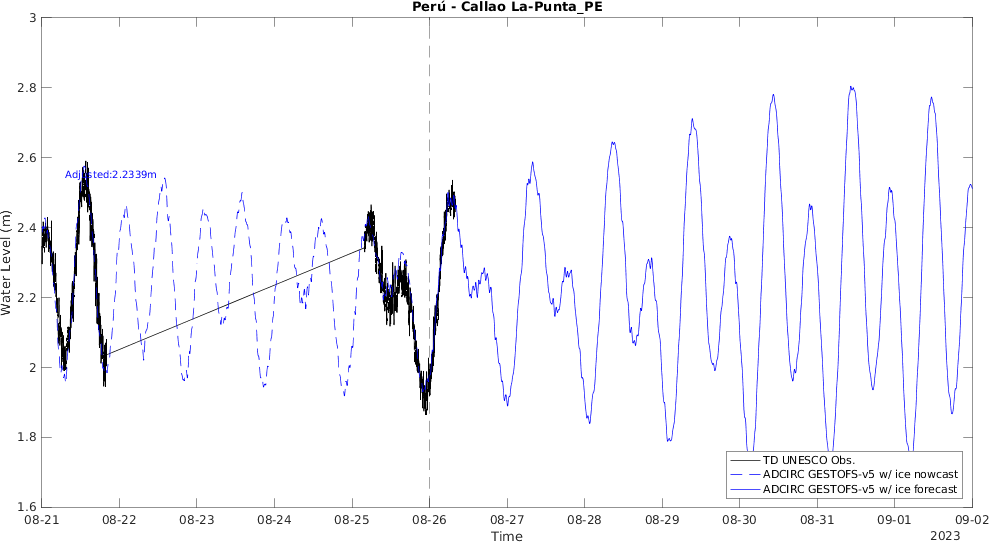 Perú - Callao La-Punta_PE
3
2.8
2.6
2.4
2.2
2
1.8
1.6
Water Level (m)
Adjusted:2.2339m
TD UNESCO Obs.
ADCIRC GESTOFS-v5 w/ ice nowcast
ADCIRC GESTOFS-v5 w/ ice forecast
08-21 08-22 08-23 08-24 08-25 08-26 08-27 08-28 08-29 08-30 08-31 09-01 09-02
Time
2023